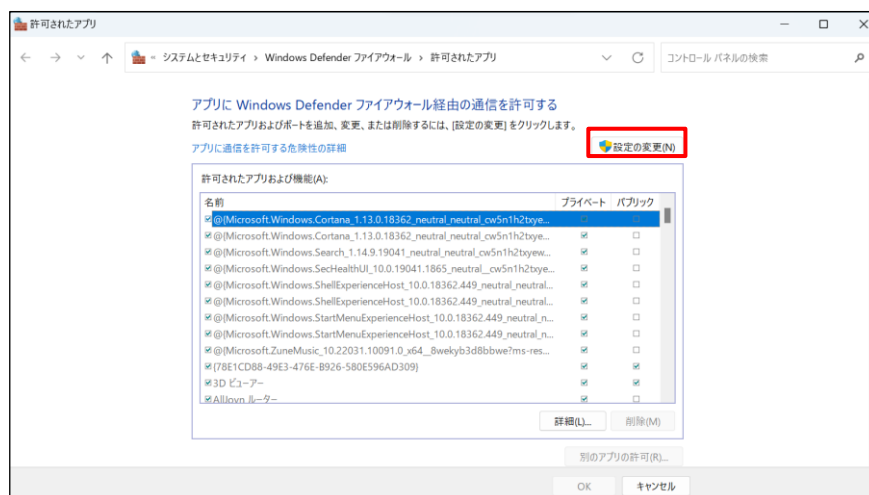 許可されたアプリ
システムとセキュリティ › Windows Defender ファイアウォール › 許可されたアプリ
コントロール パネルの検索
アプリに Windows Defender ファイアウォール経由の通信を許可する
許可されたアプリおよびポートを追加、変更、または削除するには、[設定の変更] をクリックします。
アプリに通信を許可する危険性の詳細
設定の変更(N)
許可されたアプリおよび機能(A):
名前 プライベート パブリック
@{Microsoft.Windows.Cortana_1.13.0.18362_neutral_neutral_cw5n1h2txye...
@{Microsoft.Windows.Cortana_1.13.0.18362_neutral_neutral_cw5n1h2txye...
@{Microsoft.Windows.Search_1.14.9.19041_neutral_neutral_cw5n1h2txyew...
@{Microsoft.Windows.SecHealthUI_10.0.19041.1865_neutral__cw5n1h2txye...
@{Microsoft.Windows.ShellExperienceHost_10.0.18362.449_neutral_neutral...
@{Microsoft.Windows.ShellExperienceHost_10.0.18362.449_neutral_neutral...
@{Microsoft.Windows.StartMenuExperienceHost_10.0.18362.449_neutral_n...
@{Microsoft.Windows.StartMenuExperienceHost_10.0.18362.449_neutral_n...
@{Microsoft.ZuneMusic_10.22031.10091.0_x64__8wekyb3d8bbwe?ms-res...
{78E1CD88-49E3-476E-B926-580E596AD309}
3D ビューアー
AllJoyn ルーター
詳細(L)... 削除(M)
別のアプリの許可(R)...
OK キャンセル